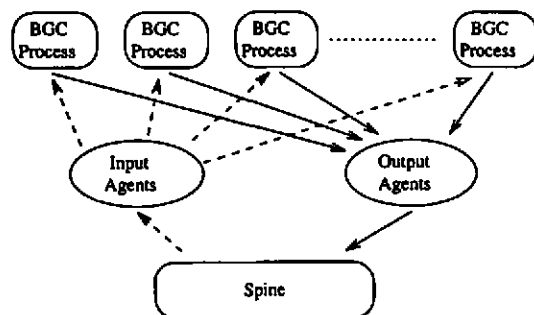 BGC
Process
BGC
Process
BGC
Process
BGC
Process
Input
Agents
Output
Agents
Spine